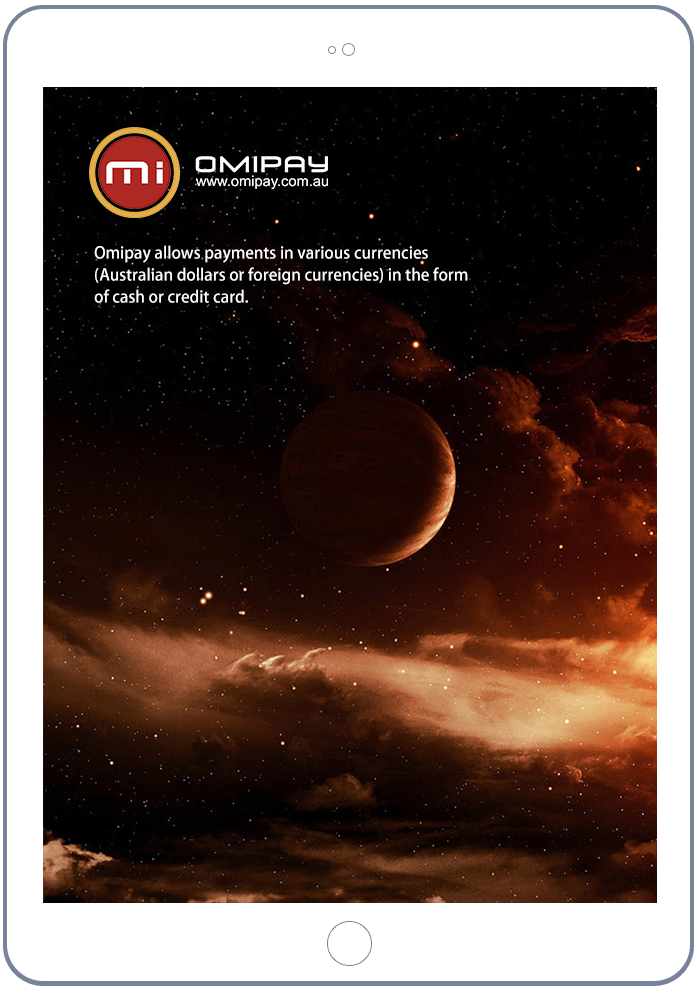 mi
OMIPAY
www.omipay.com.au
Omipay allows payments in various currencies
(Australian dollars or foreign currencies) in the form
of cash or credit card.